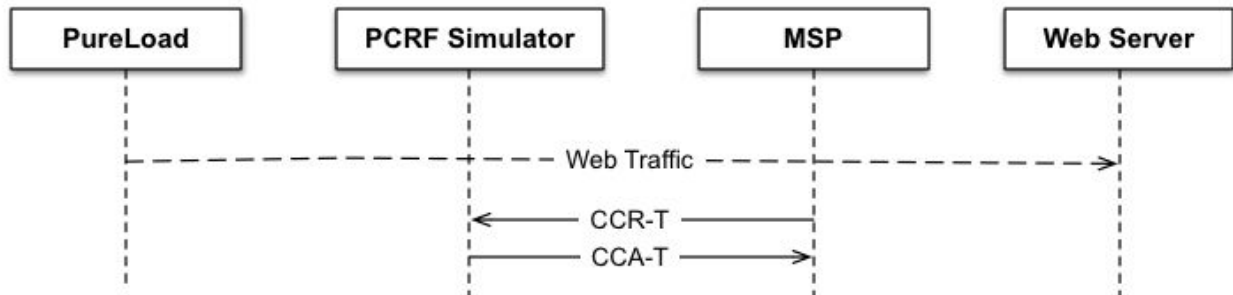 PureLoad
PCRF Simulator
MSP
Web Server
Web Traffic
CCR-T
CCA-T